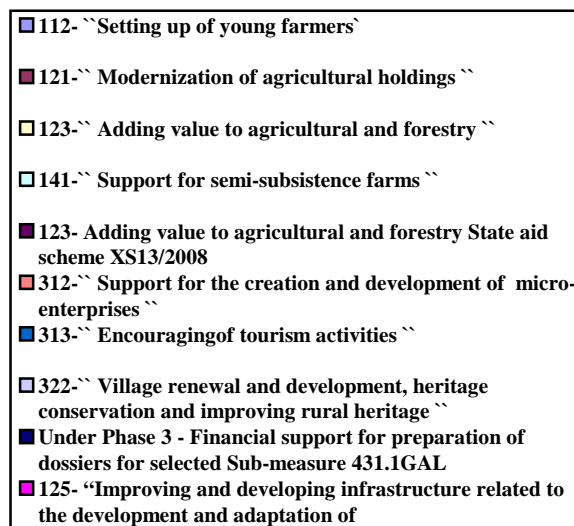 112- ``Setting up of young farmers`
121-`` Modernization of agricultural holdings ``
123-`` Adding value to agricultural and forestry ``
141-`` Support for semi-subsistence farms ``
123- Adding value to agricultural and forestry State aid
scheme XS13/2008
312-`` Support for the creation and development of micro-
enterprises ``
313-`` Encouragingof tourism activities ``
322-`` Village renewal and development, heritage
conservation and improving rural heritage ``
Under Phase 3 - Financial support for preparation of
dossiers for selected Sub-measure 431.1GAL
125- “Improving and developing infrastructure related to
the development and adaptation of